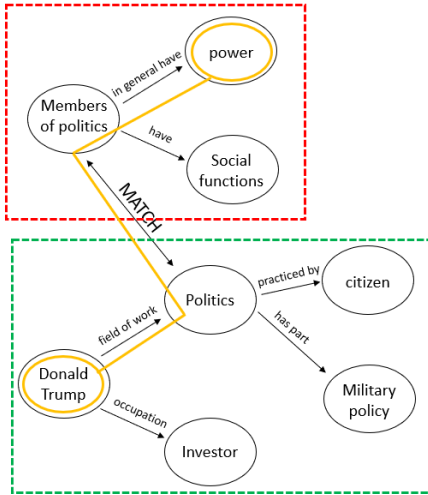 power
in general have
Members
of politics
have
Social
functions
MATCH
Politics
practiced by
citizen
field of work
has part
Donald
Trump
Military
policy
occupation
Investor